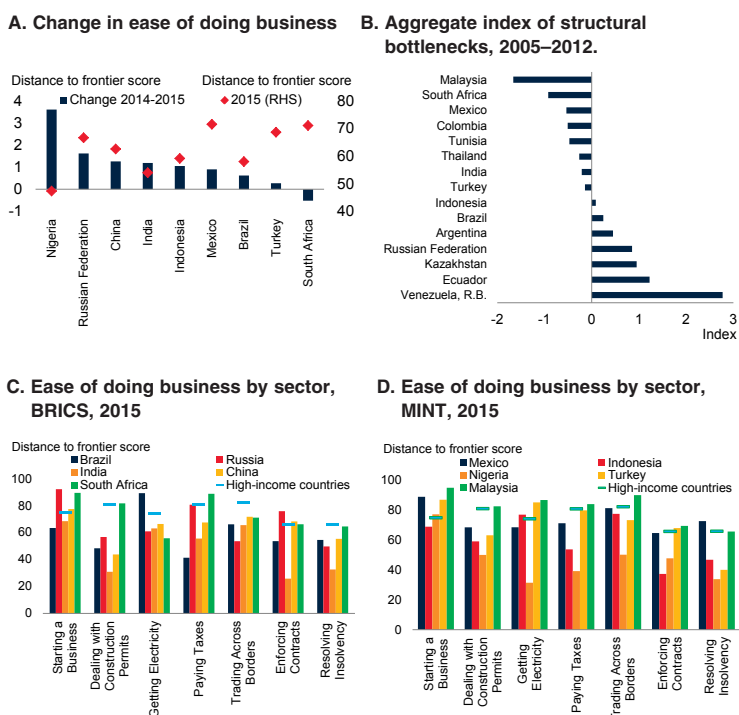 A. Change in ease of doing business
Distance to frontier score
Distance to frontier score
Change 2014-2015
2015 (RHS)
4
3
2
1
0
-1
80
70
60
50
40
Nigeria
Russian Federation
China
India
Indonesia
Mexico
Brazil
Turkey
South Africa
B. Aggregate index of structural
bottlenecks, 2005–2012.
Malaysia
South Africa
Mexico
Colombia
Tunisia
Thailand
India
Turkey
Indonesia
Brazil
Argentina
Russian Federation
Kazakhstan
Ecuador
Venezuela, R.B.
-2 -1 0 1 2 3
Index
C. Ease of doing business by sector,
BRICS, 2015
Distance to frontier score
Brazil Russia
India China
South Africa High-income countries
100
80
60
40
20
0
Starting a
Business
Dealing with
Construction
Permits
Getting Electricity
Paying Taxes
Trading Across
Borders
Enforcing
Contracts
Resolving
Insolvency
D. Ease of doing business by sector,
MINT, 2015
Distance to frontier score
Mexico Indonesia
Nigeria Turkey
Malaysia High-income countries
100
80
60
40
20
0
Starting a
Business
Dealing with
Construction
Permits
Getting
Electricity
Paying Taxes
Trading Across
Borders
Enforcing
Contracts
Resolving
Insolvency